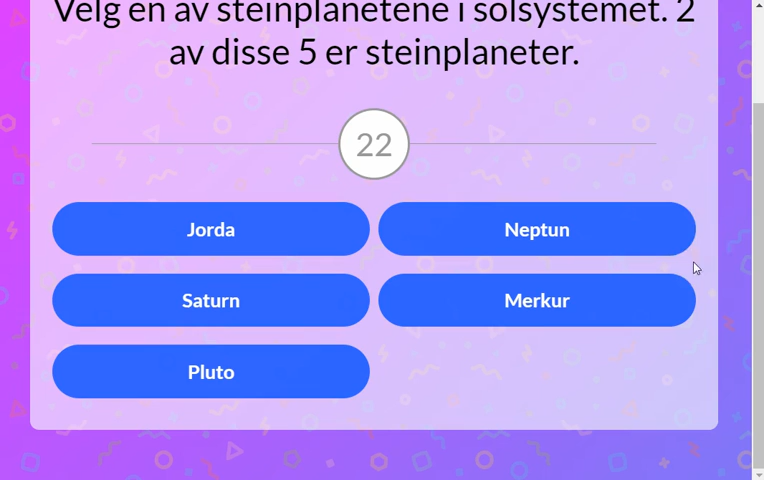 Velg en av steinplanetene i solsystemet. 2
av disse 5 er steinplaneter.
22
Jorda
Neptun
Saturn
Merkur
Pluto